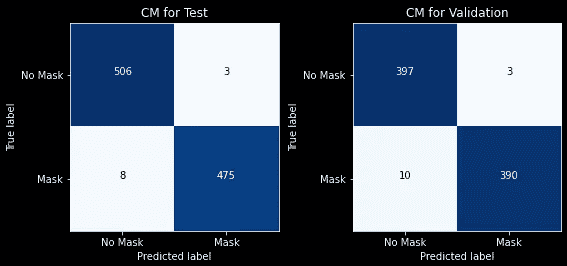 CM for Test
No Mask
506
3
Mask
8
475
True label
No Mask
Mask
Predicted label
CM for Validation
No Mask
397
3
Mask
10
390
True label
No Mask
Mask
Predicted label